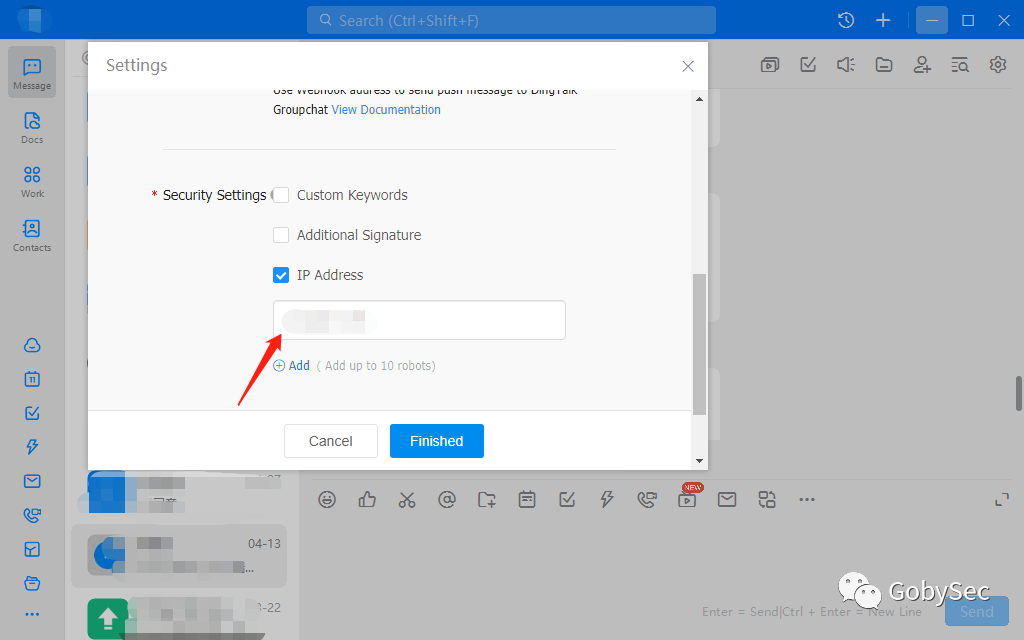 Search (Ctrl+Shift+F)
Settings
Message
Docs
Work
Contacts
11
Use Webhook address to send push message to DingTalk
Groupchat View Documentation
* Security Settings
Custom Keywords
Additional Signature
IP Address
Add ( Add up to 10 robots)
Cancel
Finished
NEW
04-13
...
-22
GobySec
Enter = Send|Ctrl + Enter = New Line
Send